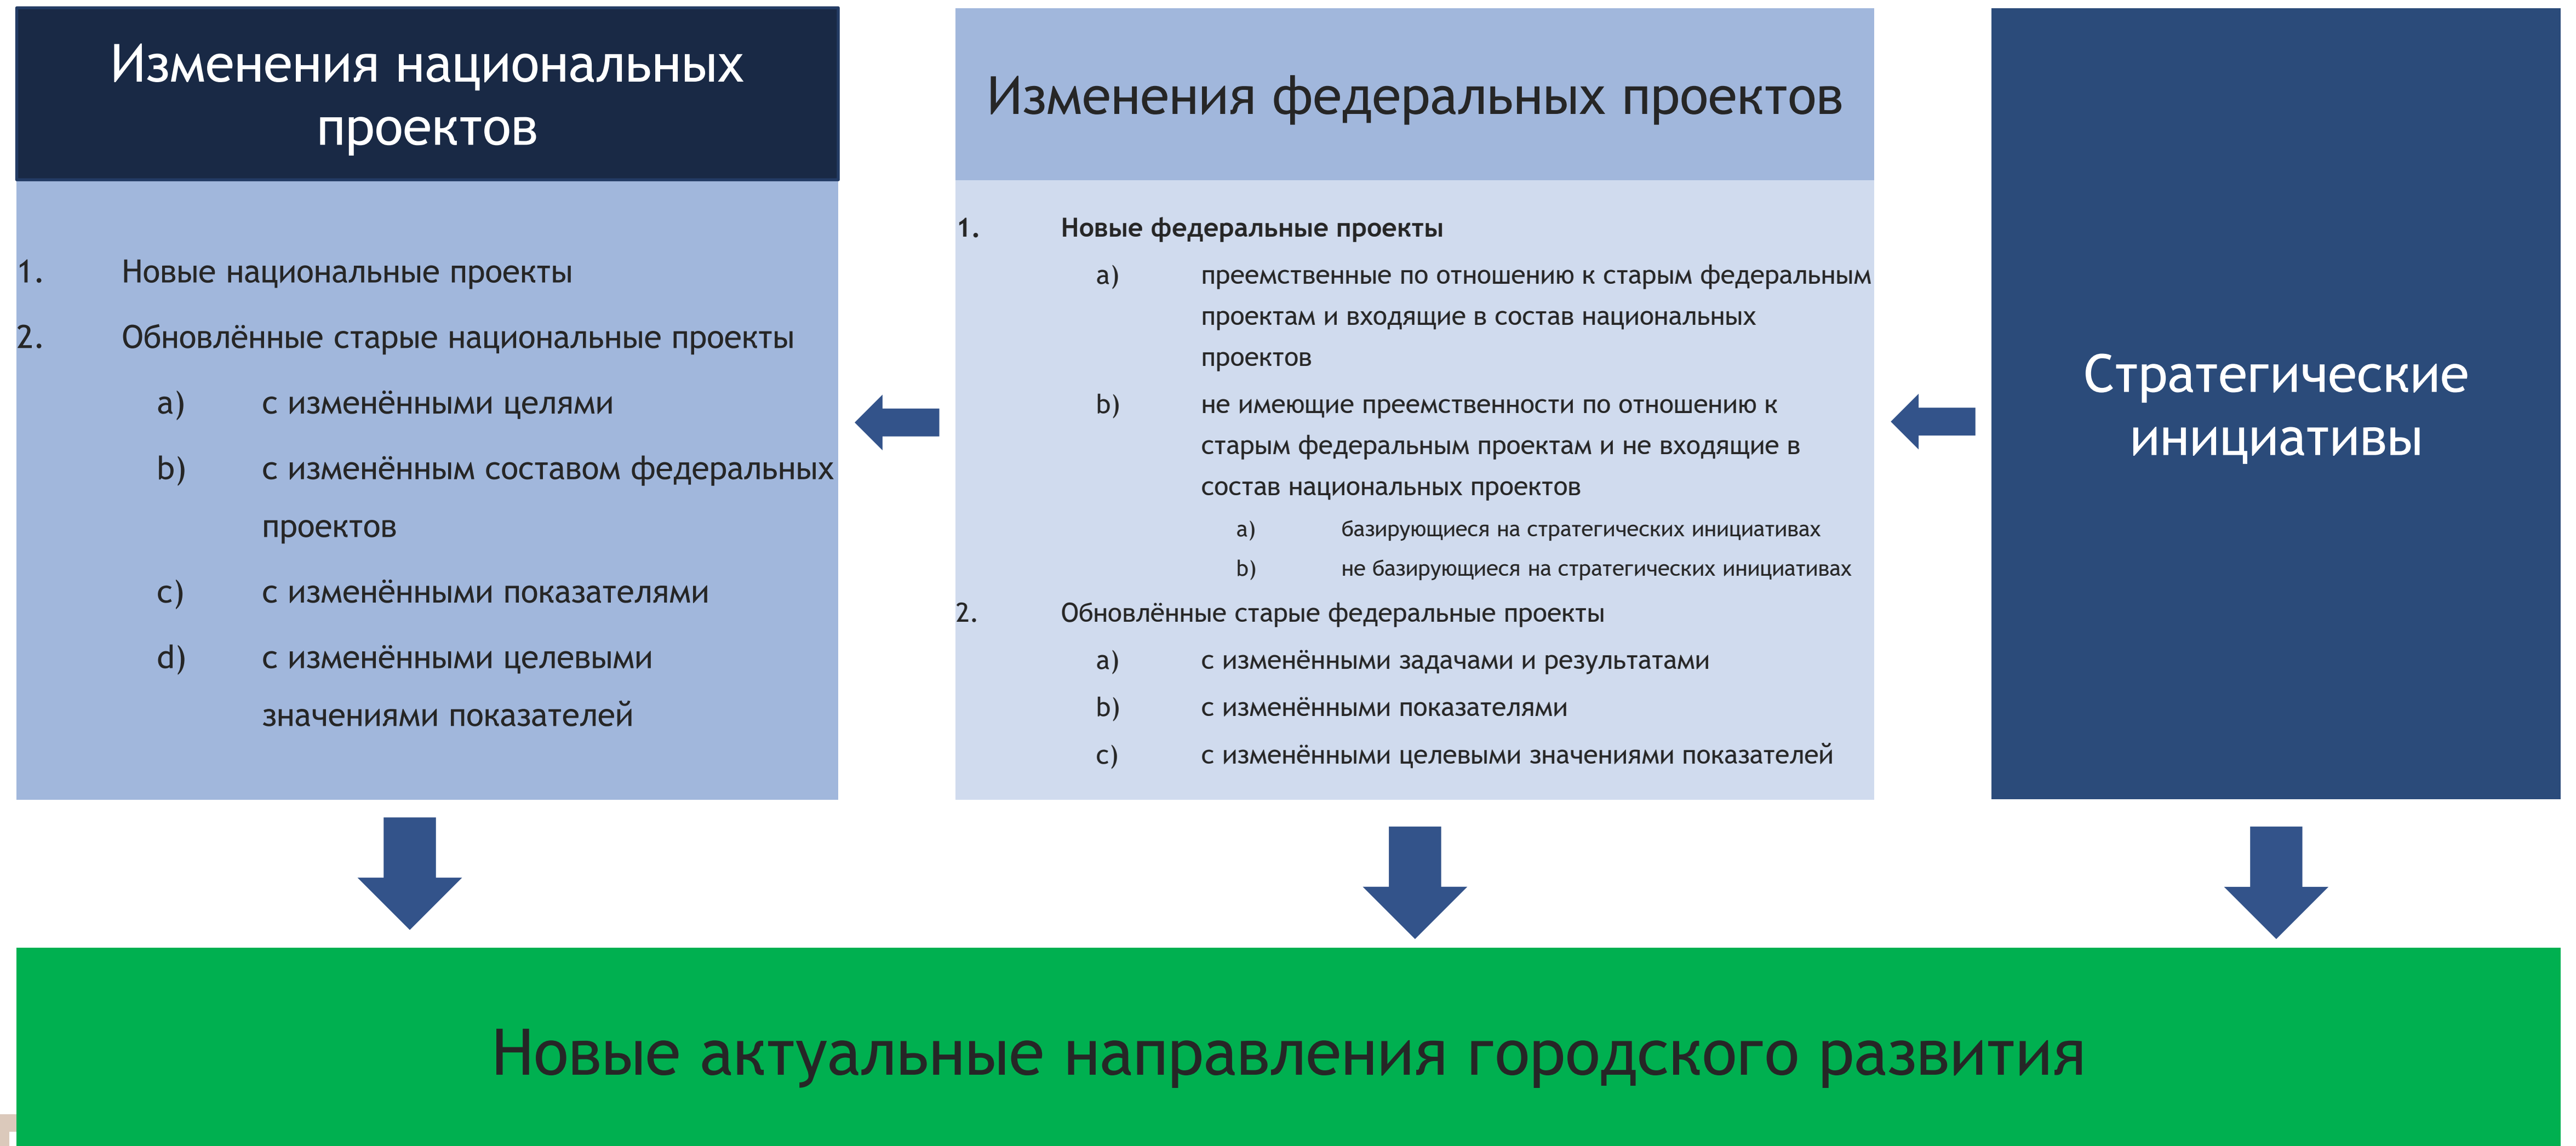 Изменения национальных
проектов
1. Новые национальные проекты
2. Обновлённые старые национальные проекты
a) с изменёнными целями
b) с изменённым составом федеральных
проектов
c) с изменёнными показателями
d) с изменёнными целевыми
значениями показателей
Изменения федеральных проектов
1. Новые федеральные проекты
a) преемственные по отношению к старым федеральным
проектам и входящие в состав национальных
проектов
b) не имеющие преемственности по отношению к
старым федеральным проектам и не входящие в
состав национальных проектов
a) базирующиеся на стратегических инициативах
b) не базирующиеся на стратегических инициативах
2. Обновлённые старые федеральные проекты
a) с изменёнными задачами и результатами
b) с изменёнными показателями
c) с изменёнными целевыми значениями показателей
Стратегические
инициативы
Новые актуальные направления городского развития